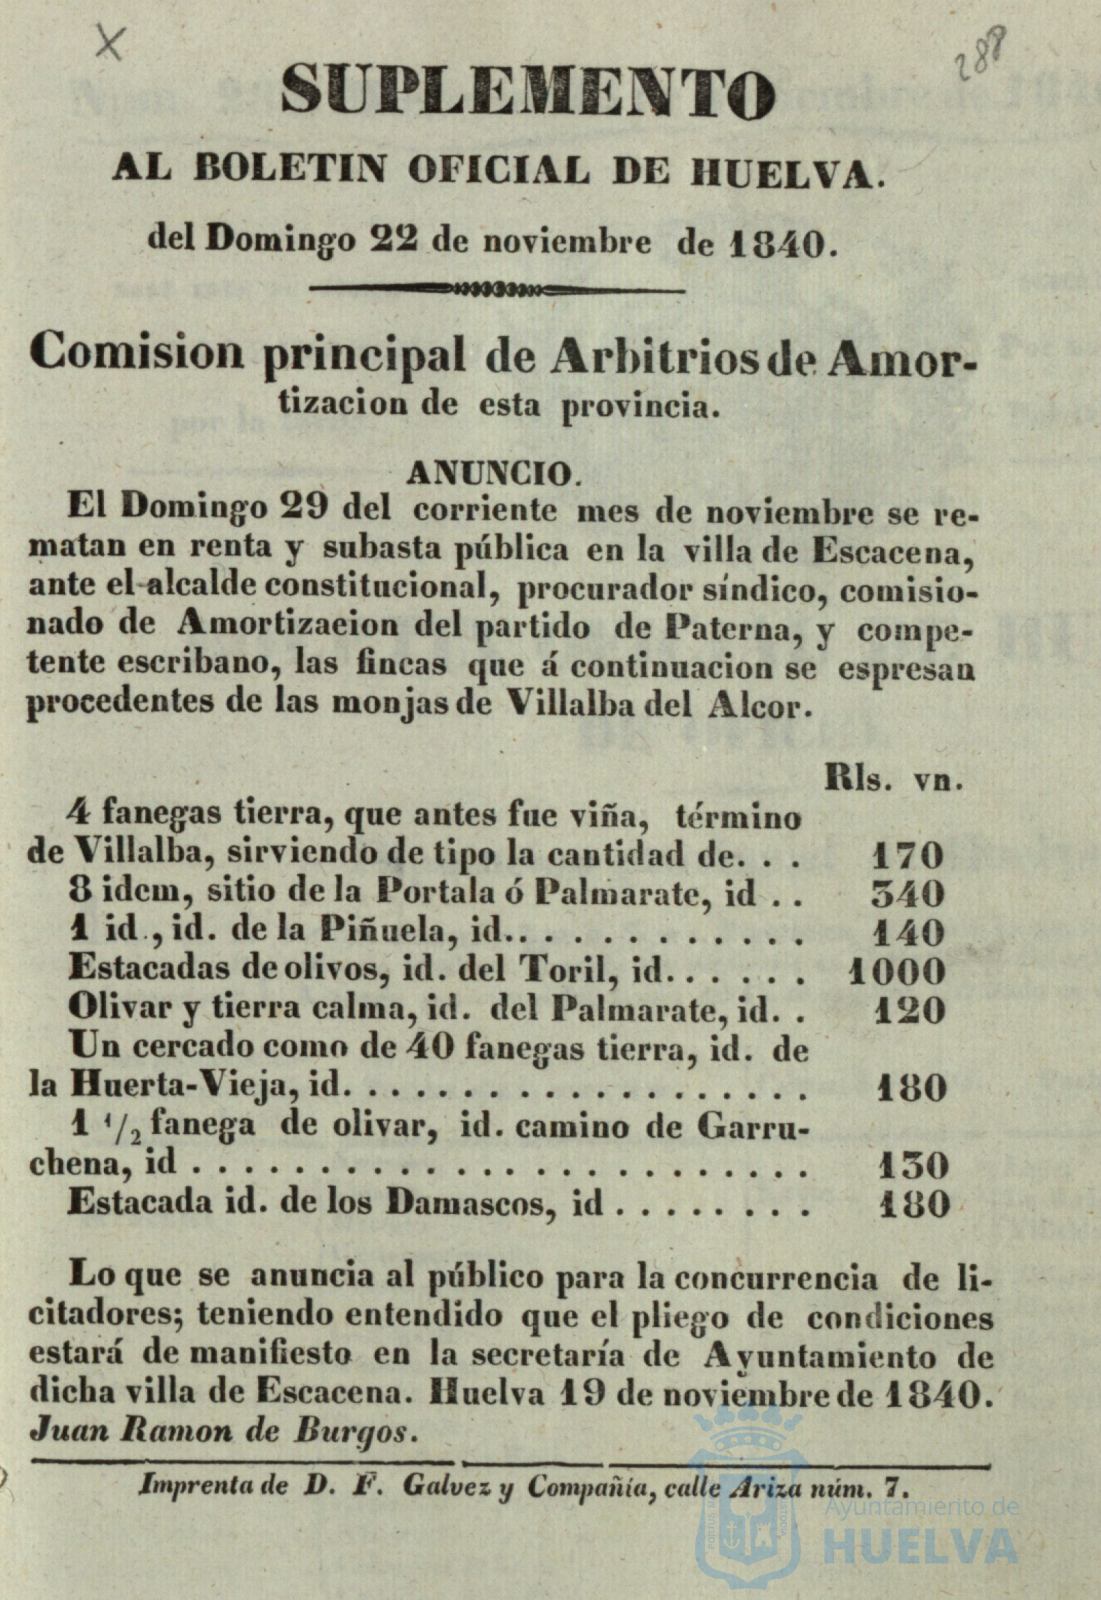 X
288
SUPLEMENTO
AL BOLETIN OFICIAL DE HUELVA.
del Domingo 22 de noviembre de 1840.
Comision principal de Arbitrios de Amor-
tizacion de esta provincia.
ANUNCIO.
El Domingo 29 del corriente mes de noviembre se re-
matan en renta y subasta pública en la villa de Escacena,
ante el alcalde constitucional, procurador síndico, comisio-
nado de Amortizaeion del partido de Paterna, y compe-
tente escribano, las fincas que á continuacion se espresan
procedentes de las monjas de Villalba del Alcor.
Rls. vn.
4 fanegas tierra, que antes fue viña, término
de Villalba, sirviendo de tipo la cantidad de. . . 170
8 idem, sitio de la Portala ó Palmarate, id . . 340
1 id., id. de la Piñuela, id.. . . . . . . . . . . . 140
Estacadas de olivos, id. del Toril, id. . . . . . 1000
Olivar y tierra calma, id. del Palmarate, id. . 120
Un cercado como de 40 fanegas tierra, id. de
la Huerta-Vieja, id. . . . . . . . . . . . . . . . . . . 180
1 1/2 fanega de olivar, id. camino de Garru-
chena, id . . . . . . . . . . . . . . . . . . . . . . . 130
Estacada id. de los Damascos, id . . . . . . . . 180
Lo que se anuncia al público para la concurrencia de li-
citadores; teniendo entendido que el pliego de condiciones
estará de manifiesto en la secretaría de Ayuntamiento de
dicha villa de Escacena. Huelva 19 de noviembre de 1840.
Juan Ramon de Burgos.
Imprenta de D. F. Galvez y Compañía, calle Ariza núm. 7.
Ayuntamiento de
HUELVA